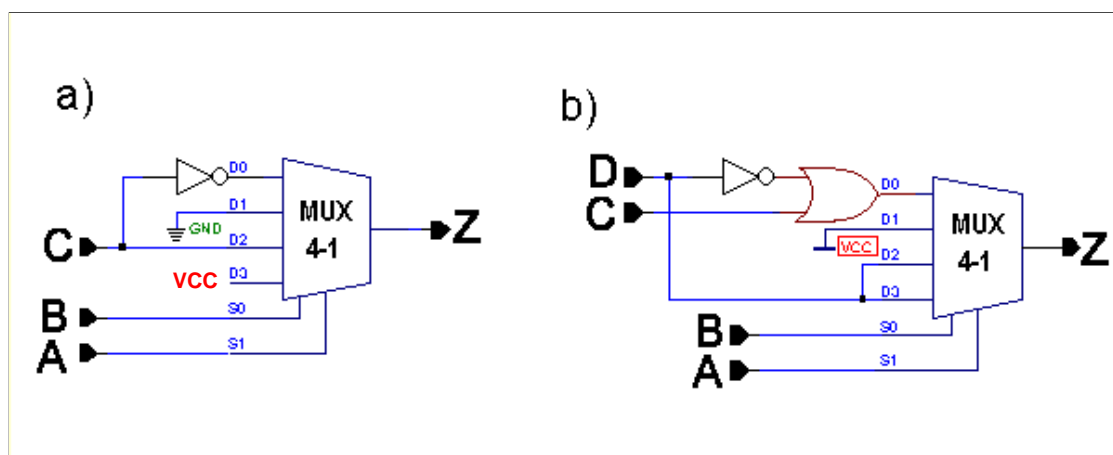 a)
D0
D1
GND
C
D2
VCC
D3
MUX
4-1
Z
B
S0
A
S1
b)
D
D0
C
D1
VCC
D2
D3
MUX
4-1
Z
B
S0
A
S1